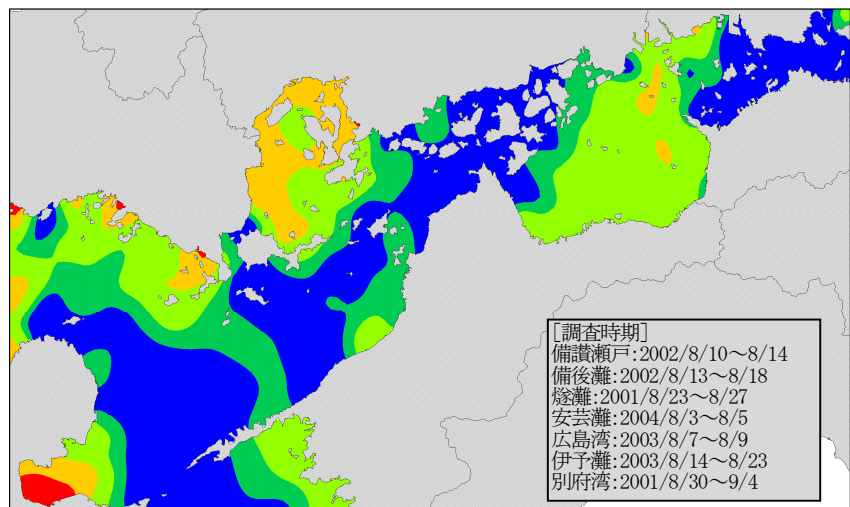 [調査時期]
備讃瀬戸:2002/8/10～8/14
備後灘:2002/8/13～8/18
燧灘:2001/8/23～8/27
安芸灘:2004/8/3～8/5
広島湾:2003/8/7～8/9
伊予灘:2003/8/14～8/23
別府湾:2001/8/30～9/4